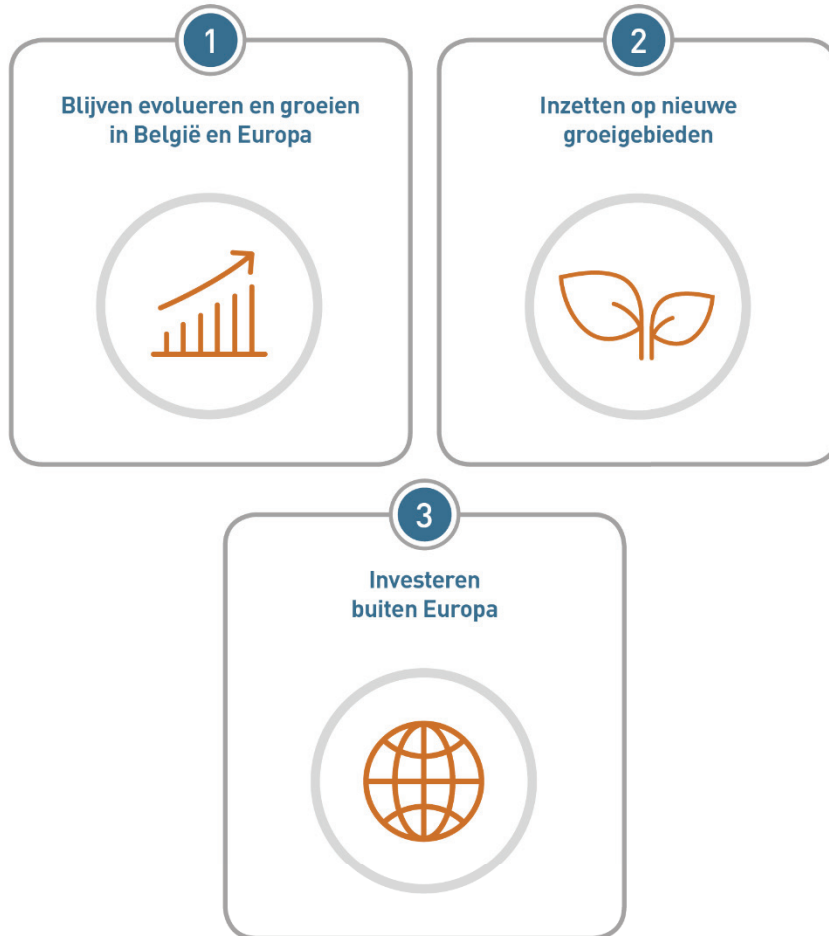 1
Blijven evolueren en groeien
in België en Europa
2
Inzetten op nieuwe
groeigebieden
3
Investeren
buiten Europa